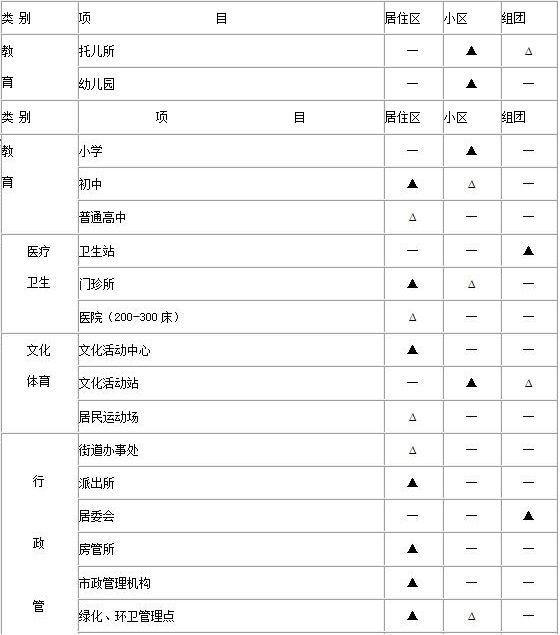 类 别 项 目 居住区 小区 组团
教 托儿所 — ▲ △
育 幼儿园 — ▲ —
类 别 项 目 居住区 小区 组团
教 小学 — ▲ —
育 初中 ▲ △ —
普通高中 △ — —
医疗 卫生站 — — ▲
卫生 门珍所 ▲ △ —
医院（200-300床） △ — —
文化 文化活动中心 ▲ — —
体育 文化活动站 — ▲ △
居民运动场 △ — —
街道办事处 △ — —
行 派出所 ▲ — —
居委会 — — ▲
政 房管所 ▲ — —
市政管理机构 ▲ — —
管 绿化、环卫管理点 ▲ △ —